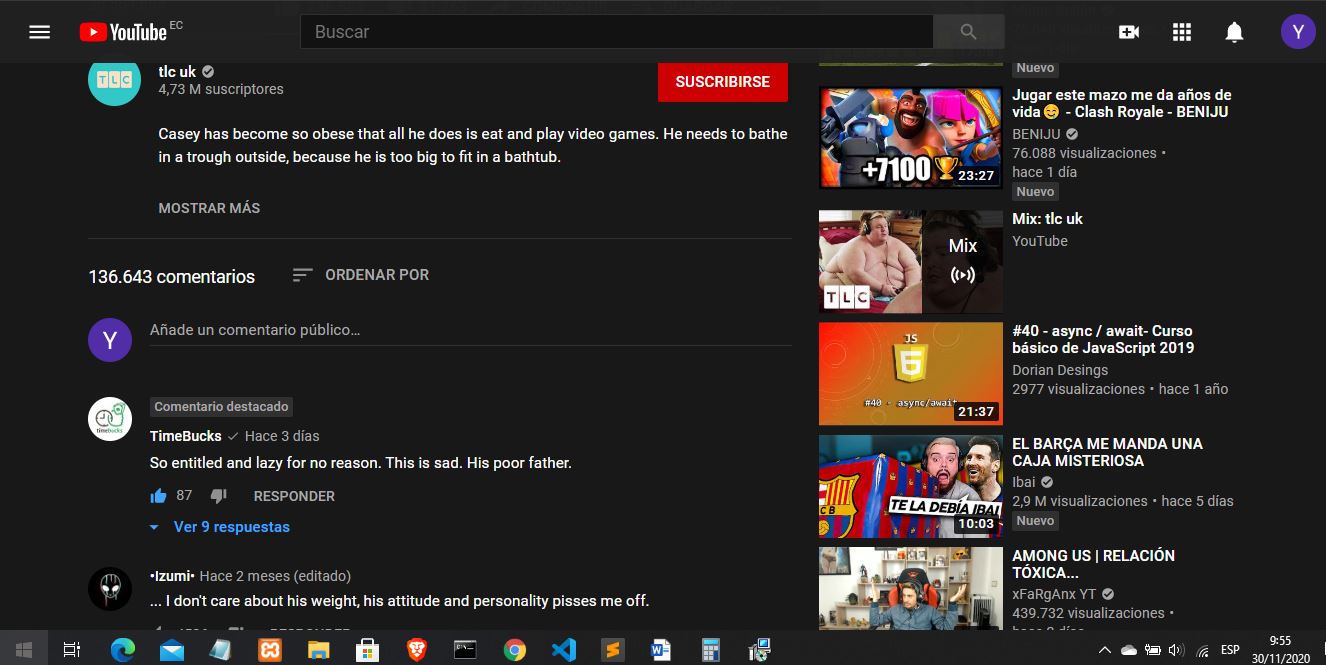 YouTube EC
Buscar
Y
TLC
tlc uk
4,73 M suscriptores
SUSCRIBIRSE
Casey has become so obese that all he does is eat and play video games. He needs to bathe
in a trough outside, because he is too big to fit in a bathtub.
MOSTRAR MÁS
136.643 comentarios
ORDENAR POR
Y
Añade un comentario público...
Comentario destacado
timebucks
TimeBucks Hace 3 días
So entitled and lazy for no reason. This is sad. His poor father.
87
RESPONDER
Ver 9 respuestas
•Izumi• Hace 2 meses (editado)
... I don't care about his weight, his attitude and personality pisses me off.
Nuevo
+7100
23:27
Jugar este mazo me da años de
vida😊 - Clash Royale - BENIJU
BENIJU
76.088 visualizaciones •
hace 1 día
Nuevo
TLC
Mix
Mix: tlc uk
YouTube
JS
6
#40 - async/await
21:37
#40 - async / await- Curso
básico de JavaScript 2019
Dorian Desings
2977 visualizaciones • hace 1 año
CB
TE LA DEBÍA IBAI
10:03
EL BARÇA ME MANDA UNA
CAJA MISTERIOSA
Ibai
2,9 M visualizaciones • hace 5 días
Nuevo
AMONG US | RELACIÓN
TÓXICA...
xFaRgAnx YT
439.732 visualizaciones •
ESP
9:55
30/11/2020